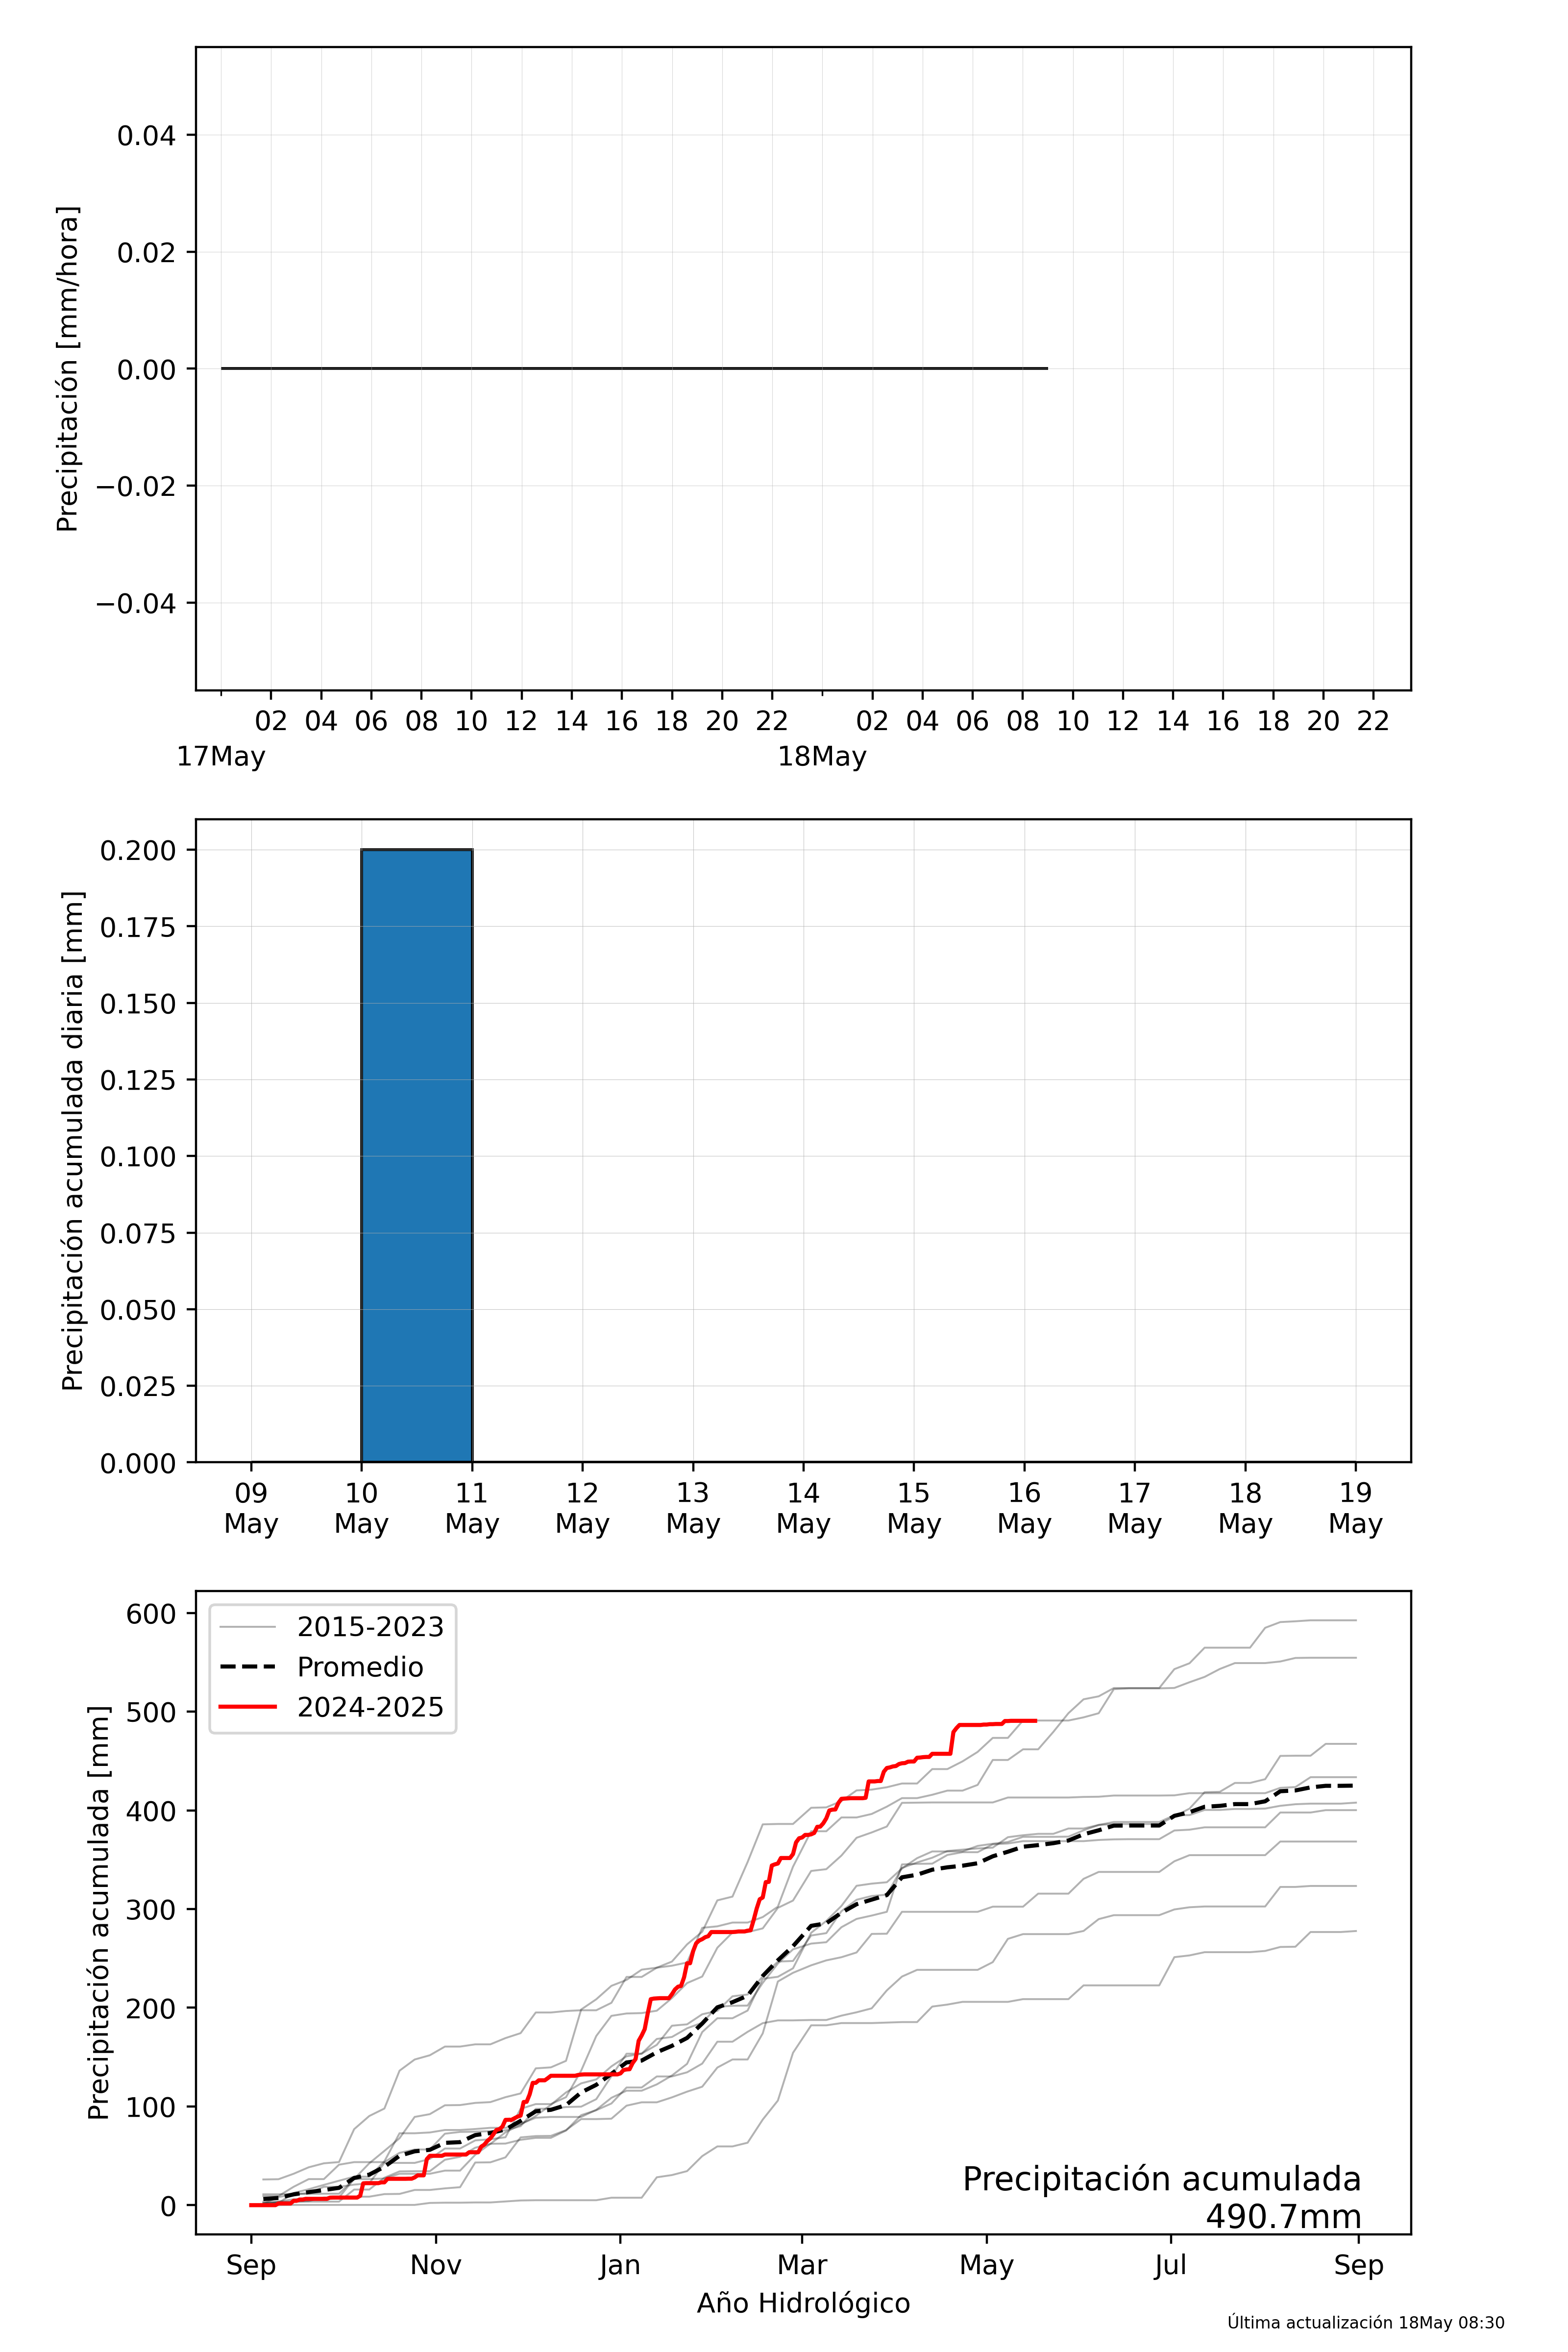 Precipitación [mm/hora]
0.04
0.02
0.00
−0.02
−0.04
02 04 06 08 10 12 14 16 18 20 22 02 04 06 08 10 12 14 16 18 20 22
17May 18May
Precipitación acumulada diaria [mm]
0.200
0.175
0.150
0.125
0.100
0.075
0.050
0.025
0.000
09 10 11 12 13 14 15 16 17 18 19
May May May May May May May May May May May
Precipitación acumulada [mm]
600
500
400
300
200
100
0
2015-2023
Promedio
2024-2025
Precipitación acumulada
490.7mm
Sep Nov Jan Mar May Jul Sep
Año Hidrológico
Última actualización 18May 08:30